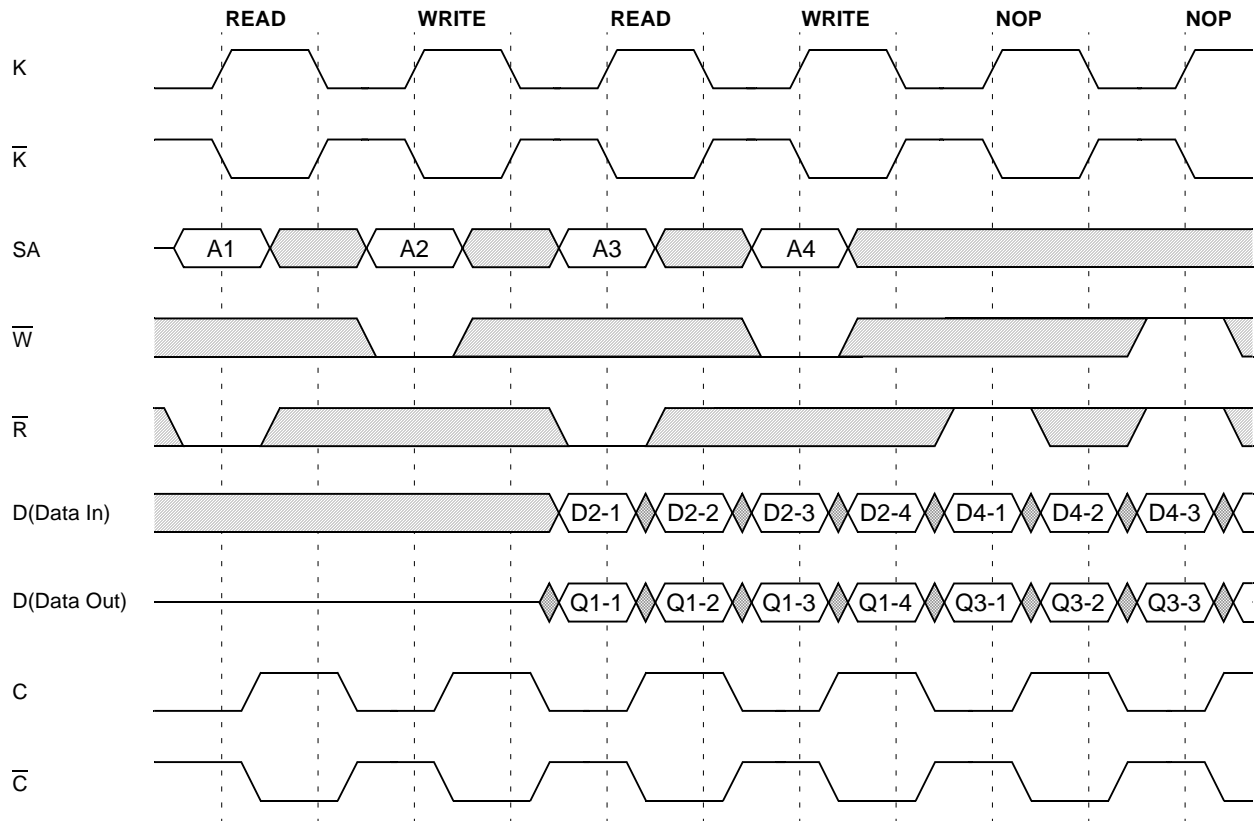 READ WRITE READ WRITE NOP NOP
K
K̅
SA A1 A2 A3 A4
W̅
R̅
D(Data In) D2-1 D2-2 D2-3 D2-4 D4-1 D4-2 D4-3
D(Data Out) Q1-1 Q1-2 Q1-3 Q1-4 Q3-1 Q3-2 Q3-3
C
C̅